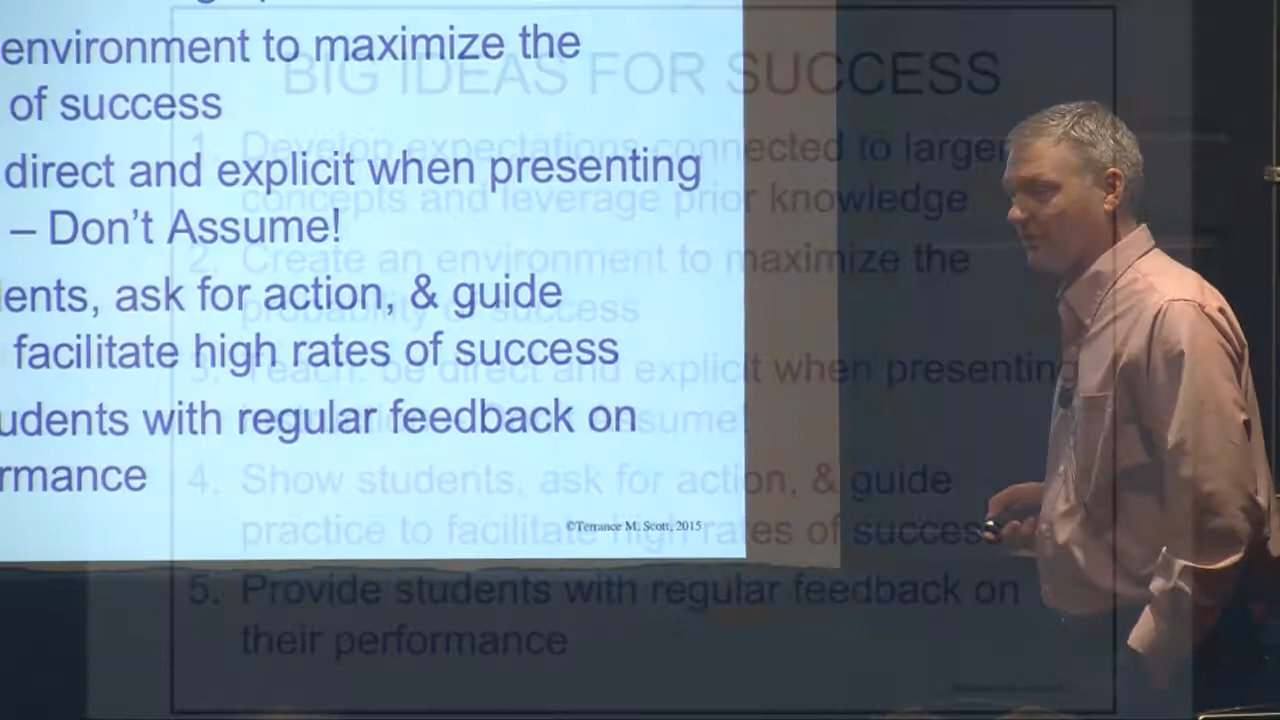 environment to maximize the
of success
direct and explicit when presenting
– Don't Assume!
ents, ask for action, & guide
facilitate high rates of success
udents with regular feedback on
rmance
©Terrance M. Scott, 2015
BIG IDEAS FOR SUCCESS
1. Develop expectations connected to larger
concepts and leverage prior knowledge
2. Create an environment to maximize the
probability of success
3. Teach: be direct and explicit when presenting
Assume!
4. Show students, ask for action, & guide
practice to facilitate high rates of success
5. Provide students with regular feedback on
their performance